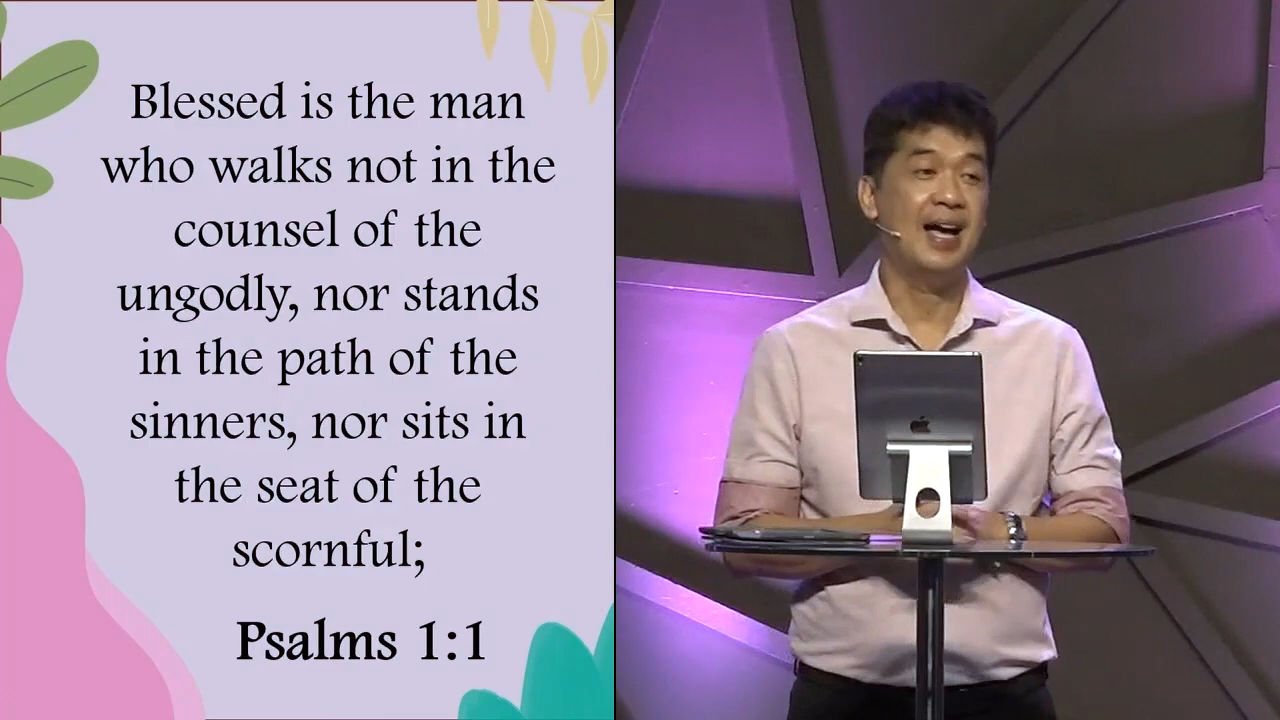 Blessed is the man
who walks not in the
counsel of the
ungodly, nor stands
in the path of the
sinners, nor sits in
the seat of the
scornful;
Psalms 1:1